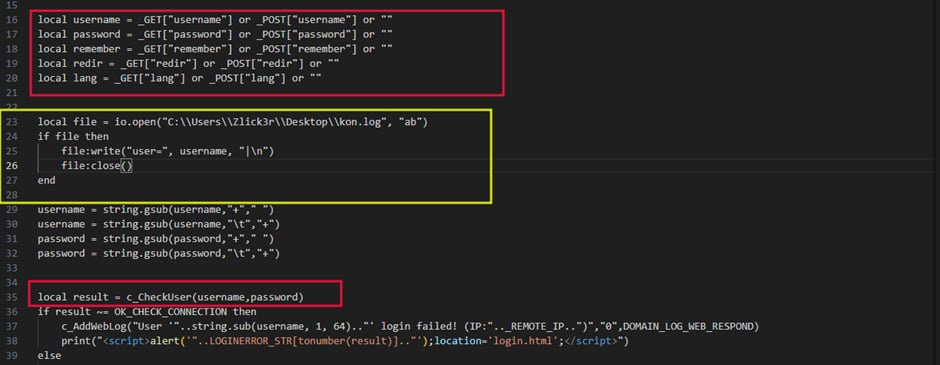 15
16 local username = _GET["username"] or _POST["username"] or ""
17 local password = _GET["password"] or _POST["password"] or ""
18 local remember = _GET["remember"] or _POST["remember"] or ""
19 local redir = _GET["redir"] or _POST["redir"] or ""
20 local lang = _GET["lang"] or _POST["lang"] or ""
21
22
23 local file = io.open("C:\\Users\\Zlick3r\\Desktop\\kon.log", "ab")
24 if file then
25 file:write("user=", username, "|\n")
26 file:close()
27 end
28
29 username = string.gsub(username,"+"," ")
30 username = string.gsub(username,"\t","+")
31 password = string.gsub(password,"+"," ")
32 password = string.gsub(password,"\t","+")
33
34
35 local result = c_CheckUser(username,password)
36 if result ~= OK_CHECK_CONNECTION then
37 c_AddWebLog("User '"..string.sub(username, 1, 64).."' login failed! (IP:".._REMOTE_IP..")","0",DOMAIN_LOG_WEB_RESPOND)
38 print("<script>alert('"..LOGINERROR_STR[tonumber(result)].."');location='login.html';</script>")
39 else